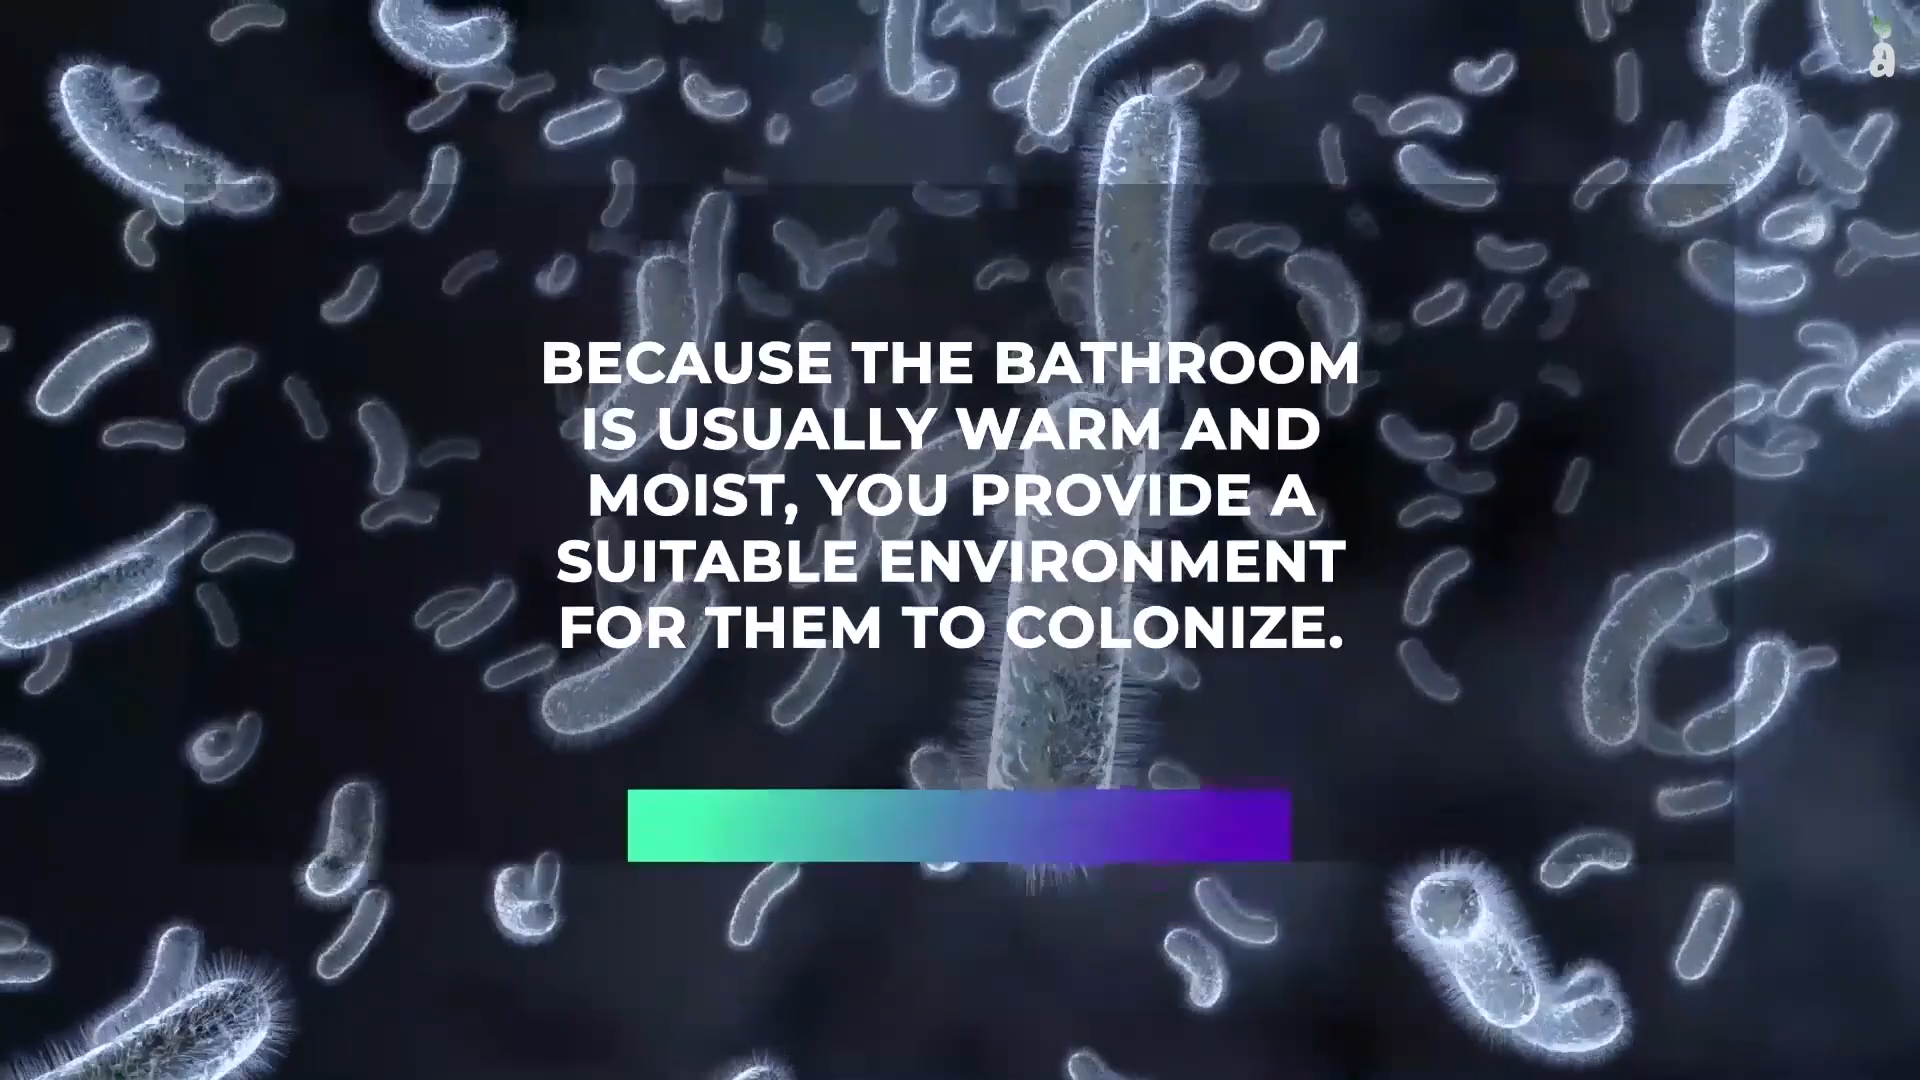 a
BECAUSE THE BATHROOM
IS USUALLY WARM AND
MOIST, YOU PROVIDE A
SUITABLE ENVIRONMENT
FOR THEM TO COLONIZE.